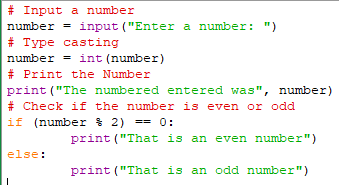 # Input a number
number = input("Enter a number: ")
# Type casting
number = int(number)
# Print the Number
print("The numbered entered was", number)
# Check if the number is even or odd
if (number % 2) == 0:
        print("That is an even number")
else:
        print("That is an odd number")